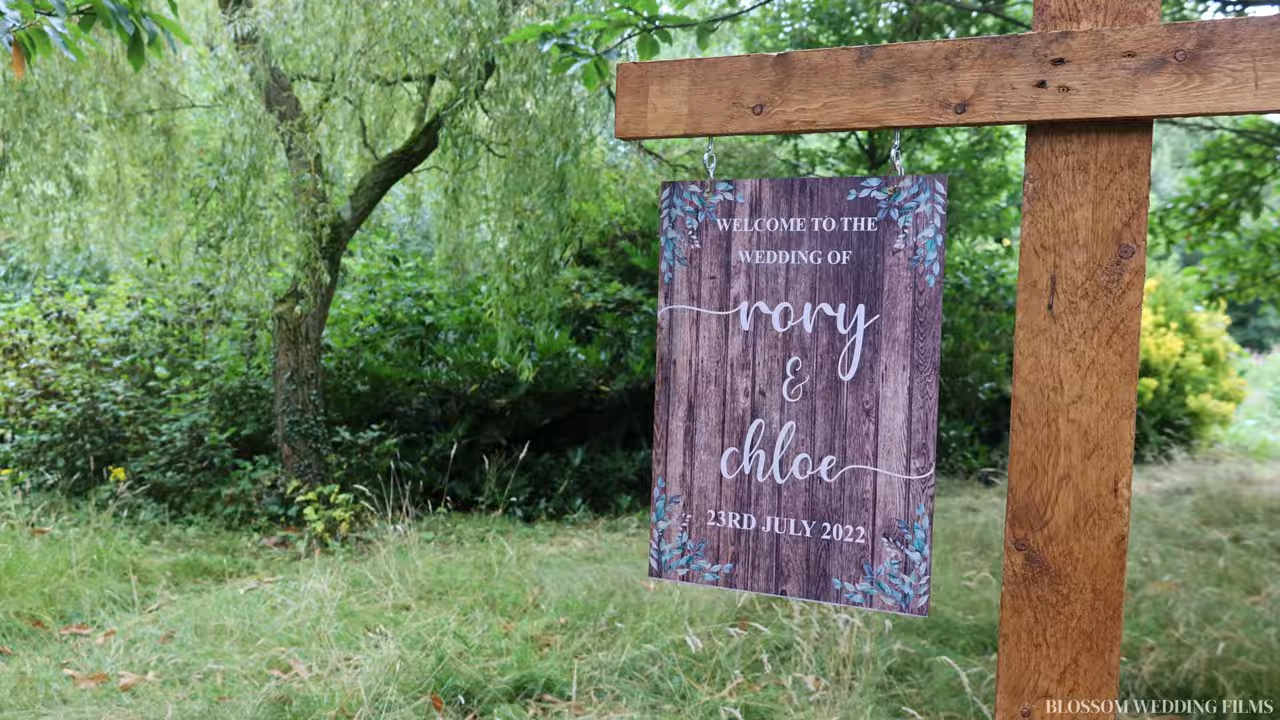 WELCOME TO THE
WEDDING OF
rory
&
chloe
23RD JULY 2022
BLOSSOM WEDDING FILMS